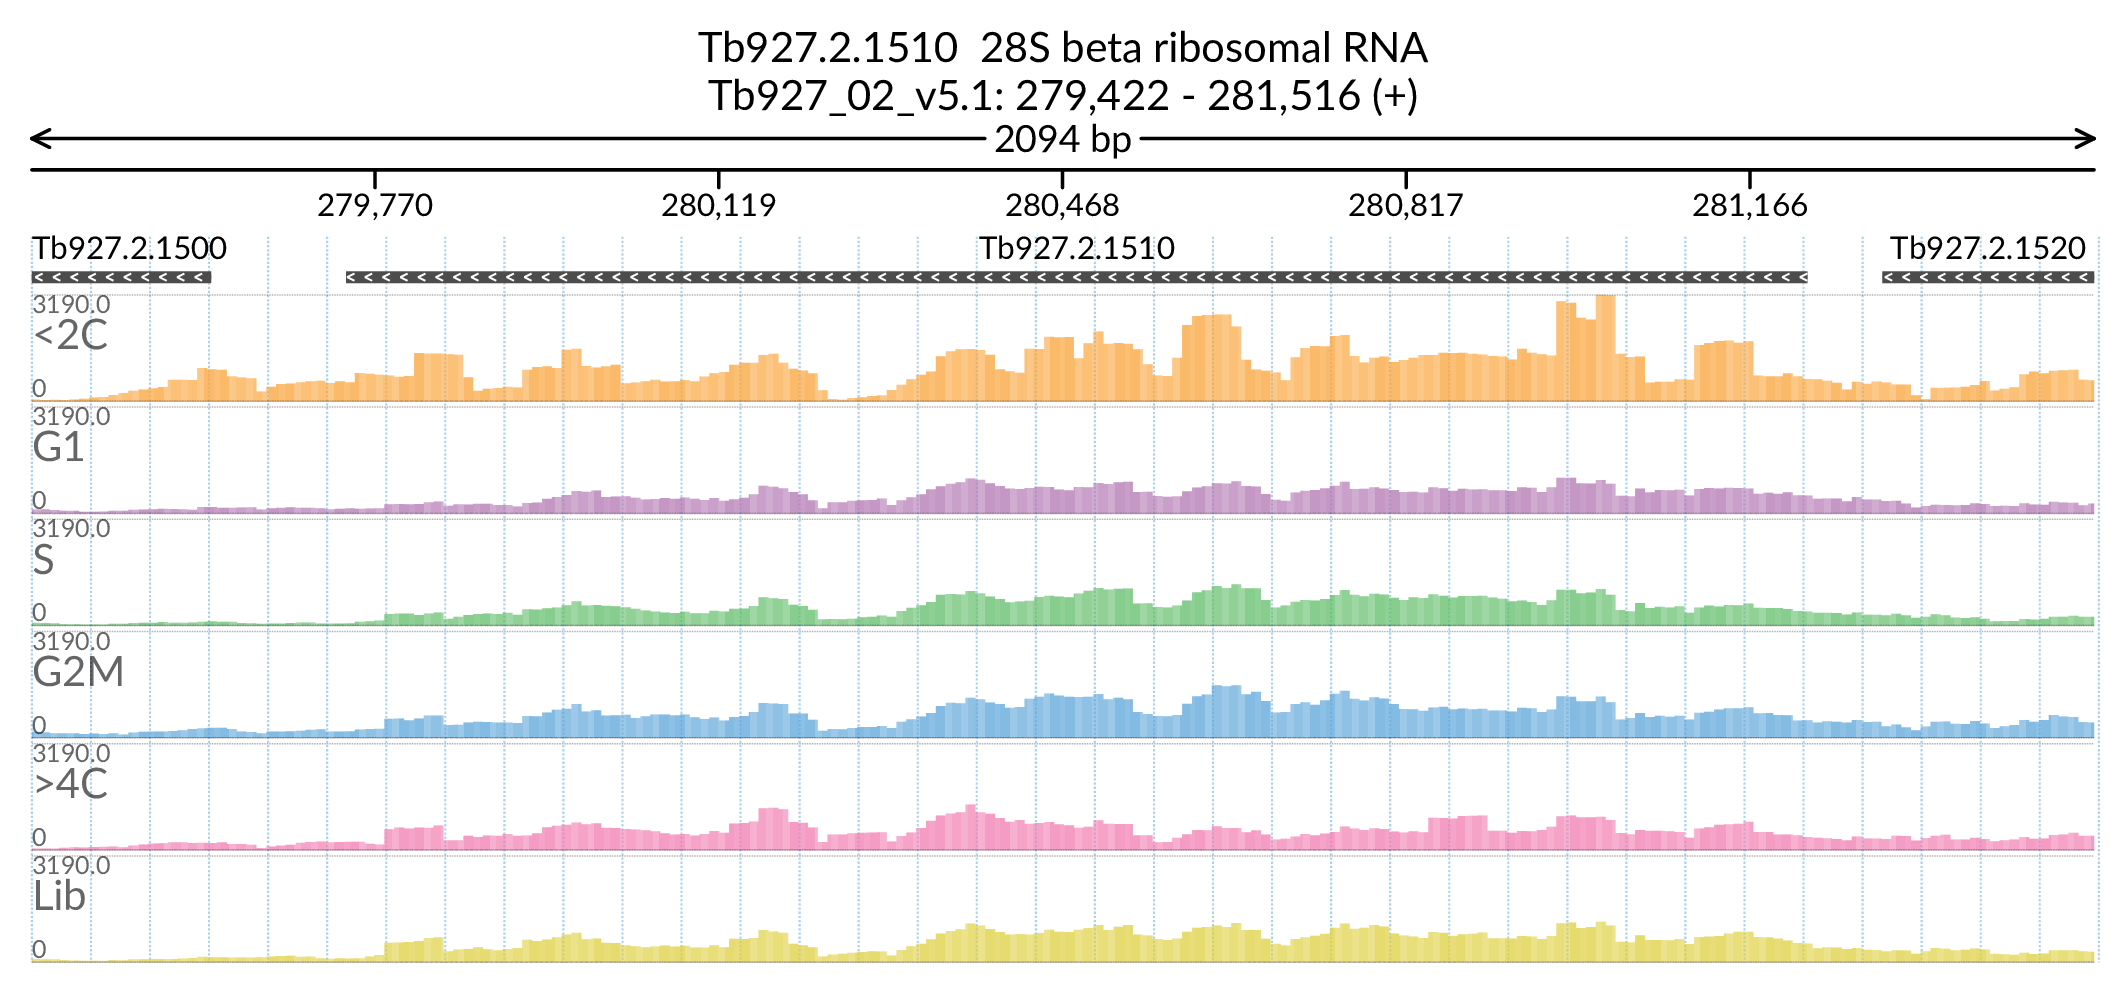 Tb927.2.1510  28S beta ribosomal RNA
Tb927_02_v5.1: 279,422 - 281,516 (+)
2094 bp
279,770 280,119 280,468 280,817 281,166
Tb927.2.1500 Tb927.2.1510 Tb927.2.1520
3190.0
<2C
0
3190.0
G1
0
3190.0
S
0
3190.0
G2M
0
3190.0
>4C
0
3190.0
Lib
0